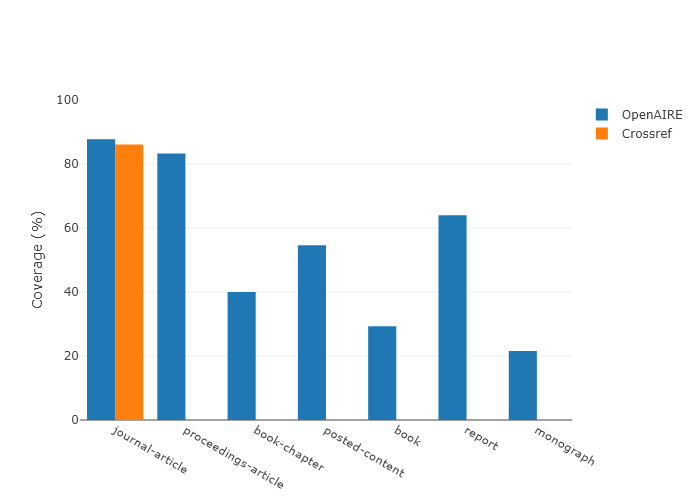 100
80
60
40
20
0
Coverage (%)
journal-article
proceedings-article
book-chapter
posted-content
book
report
monograph
OpenAIRE
Crossref